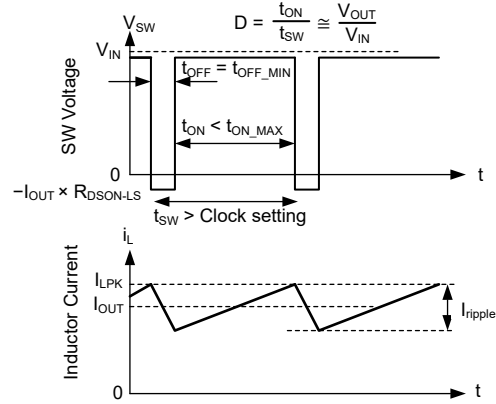 V_SW
D = t_ON / t_SW ≅ V_OUT / V_IN
V_IN
t_OFF = t_OFF_MIN
SW Voltage
t_ON < t_ON_MAX
0
t
−I_OUT × R_DSON-LS
t_SW > Clock setting
i_L
Inductor Current
I_LPK
I_OUT
I_ripple
0
t